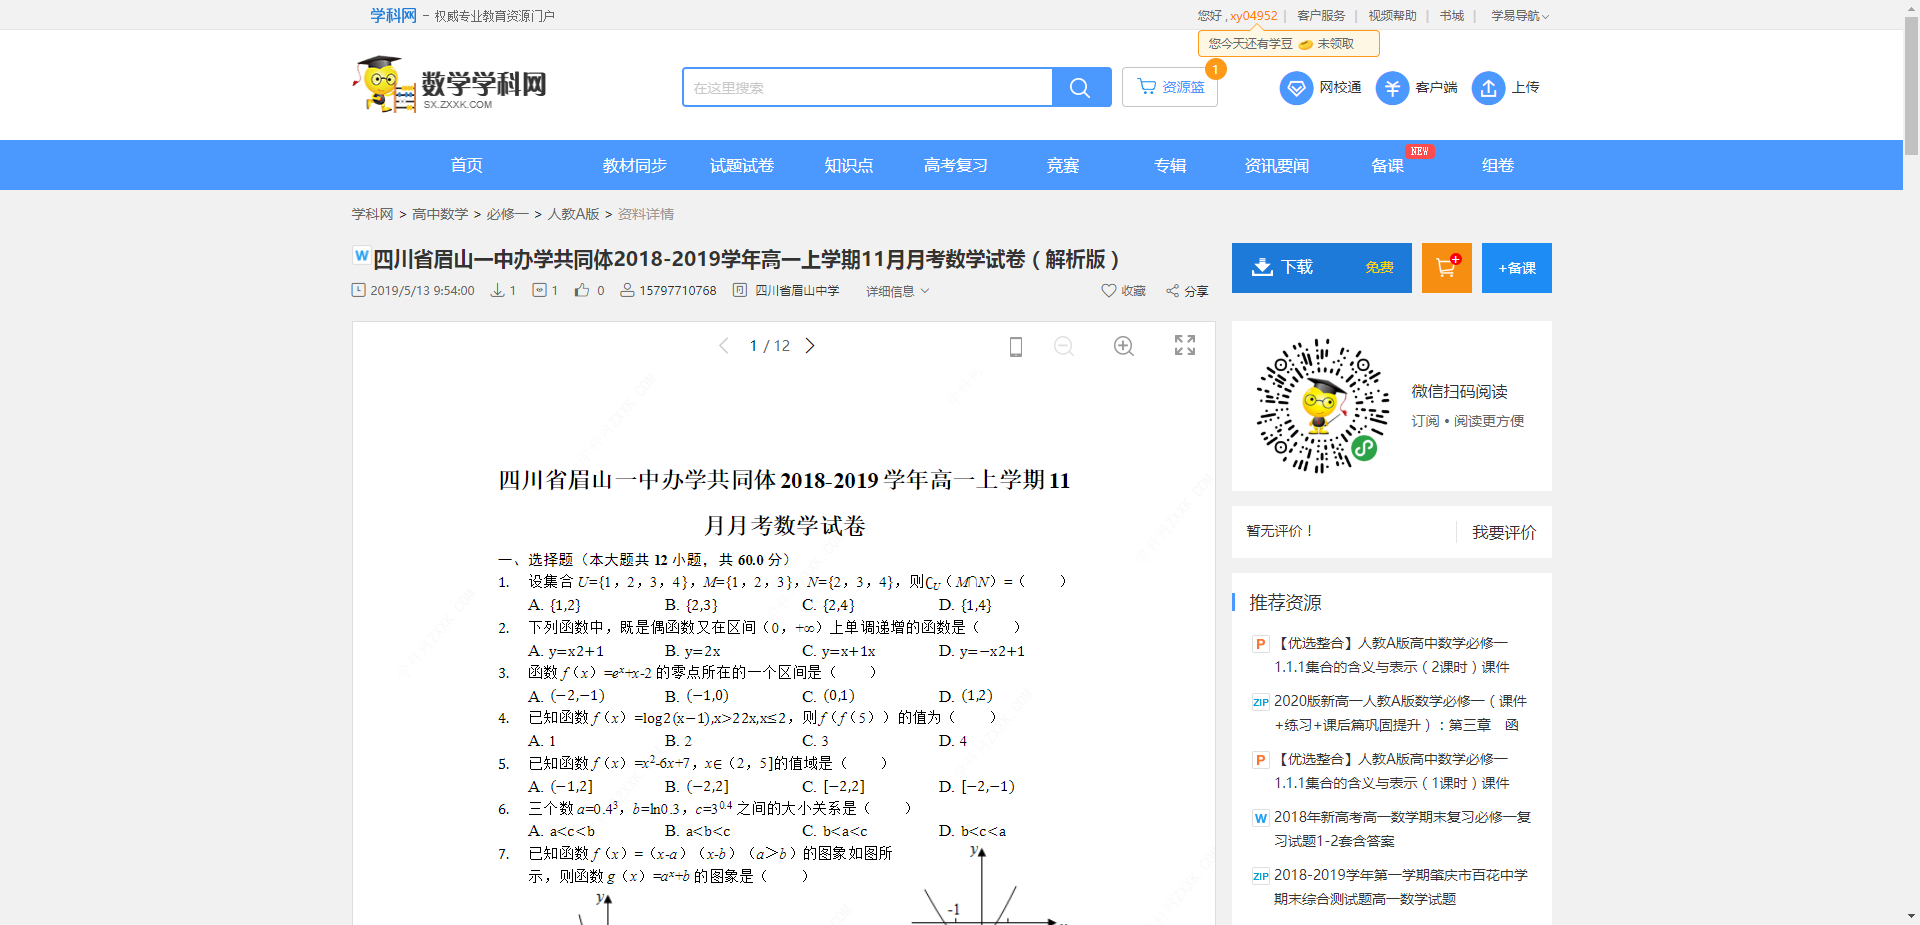 学科网 - 权威专业教育资源门户
您好 , xy04952 | 客户服务 | 视频帮助 | 书城 | 学易导航
您今天还有学豆 未领取
数学学科网
SX.ZXXK.COM
在这里搜索
资源篮
1
网校通
客户端
上传
首页 教材同步 试题试卷 知识点 高考复习 竞赛 专辑 资讯要闻 备课 NEW 组卷
学科网 > 高中数学 > 必修一 > 人教A版 > 资料详情
W 四川省眉山一中办学共同体2018-2019学年高一上学期11月月考数学试卷（解析版）
2019/5/13 9:54:00 1 1 0 15797710768 四川省眉山中学 详细信息 收藏 分享
下载 免费
+备课
1 / 12
四川省眉山一中办学共同体 2018-2019 学年高一上学期 11
月月考数学试卷
一、选择题（本大题共 12 小题，共 60.0 分）
1. 设集合 U={1，2，3，4}，M={1，2，3}，N={2，3，4}，则∁U（M∩N）=（　　）
A. {1,2} B. {2,3} C. {2,4} D. {1,4}
2. 下列函数中，既是偶函数又在区间（0，+∞）上单调递增的函数是（　　）
A. y=x2+1 B. y=2x C. y=x+1x D. y=−x2+1
3. 函数 f（x）=eˣ+x-2 的零点所在的一个区间是（　　）
A. (−2,−1) B. (−1,0) C. (0,1) D. (1,2)
4. 已知函数 f（x）=log2(x−1),x>22x,x≤2，则 f（f（5））的值为（　　）
A. 1 B. 2 C. 3 D. 4
5. 已知函数 f（x）=x²-6x+7，x∈（2，5]的值域是（　　）
A. (−1,2] B. (−2,2] C. [−2,2] D. [−2,−1)
6. 三个数 a=0.4³，b=ln0.3，c=3⁰·⁴ 之间的大小关系是（　　）
A. a<c<b B. a<b<c C. b<a<c D. b<c<a
7. 已知函数 f（x）=（x-a）（x-b）（a＞b）的图象如图所
示，则函数 g（x）=aˣ+b 的图象是（　　）
y
y
-1
微信扫码阅读
订阅 • 阅读更方便
暂无评价！
我要评价
推荐资源
P 【优选整合】人教A版高中数学必修一
1.1.1集合的含义与表示（2课时）课件
ZIP 2020版新高一人教A版数学必修一（课件
+练习+课后篇巩固提升）：第三章　函
P 【优选整合】人教A版高中数学必修一
1.1.1集合的含义与表示（1课时）课件
W 2018年新高考高一数学期末复习必修一复
习试题1-2套含答案
ZIP 2018-2019学年第一学期肇庆市百花中学
期末综合测试题高一数学试题